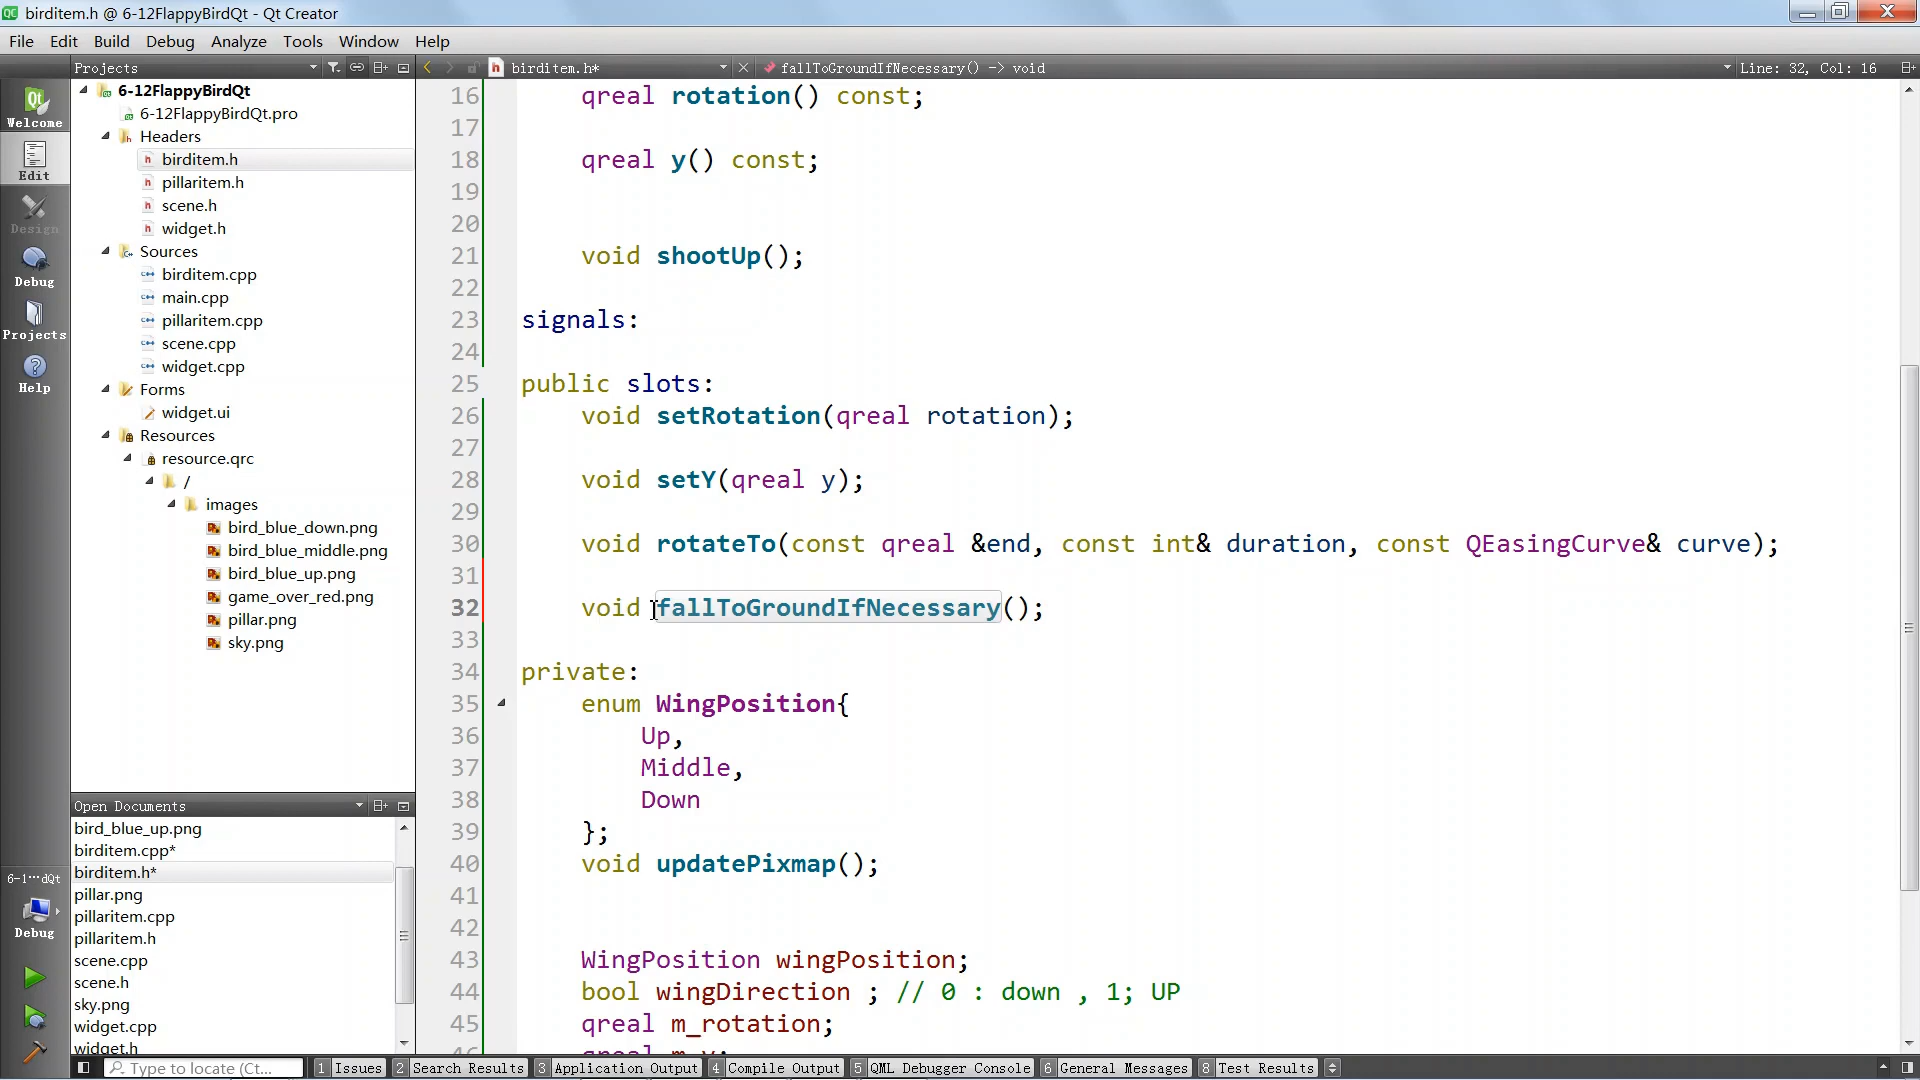 birditem.h @ 6-12FlappyBirdQt - Qt Creator
File Edit Build Debug Analyze Tools Window Help
Projects
birditem.h*
fallToGroundIfNecessary() -> void
Line: 32, Col: 16
Welcome
Edit
Design
Debug
Projects
Help
6-1···dQt
Debug
6-12FlappyBirdQt
6-12FlappyBirdQt.pro
Headers
birditem.h
pillaritem.h
scene.h
widget.h
Sources
birditem.cpp
main.cpp
pillaritem.cpp
scene.cpp
widget.cpp
Forms
widget.ui
Resources
resource.qrc
/
images
bird_blue_down.png
bird_blue_middle.png
bird_blue_up.png
game_over_red.png
pillar.png
sky.png
Open Documents
bird_blue_up.png
birditem.cpp*
birditem.h*
pillar.png
pillaritem.cpp
pillaritem.h
scene.cpp
scene.h
sky.png
widget.cpp
widget.h
16 qreal rotation() const;
17
18 qreal y() const;
19
20
21 void shootUp();
22
23 signals:
24
25 public slots:
26 void setRotation(qreal rotation);
27
28 void setY(qreal y);
29
30 void rotateTo(const qreal &end, const int& duration, const QEasingCurve& curve);
31
32 void fallToGroundIfNecessary();
33
34 private:
35 enum WingPosition{
36 Up,
37 Middle,
38 Down
39 };
40 void updatePixmap();
41
42
43 WingPosition wingPosition;
44 bool wingDirection ; // 0 : down , 1; UP
45 qreal m_rotation;
46 qreal m_y;
Type to locate (Ct...
1 Issues 2 Search Results 3 Application Output 4 Compile Output 5 QML Debugger Console 6 General Messages 8 Test Results